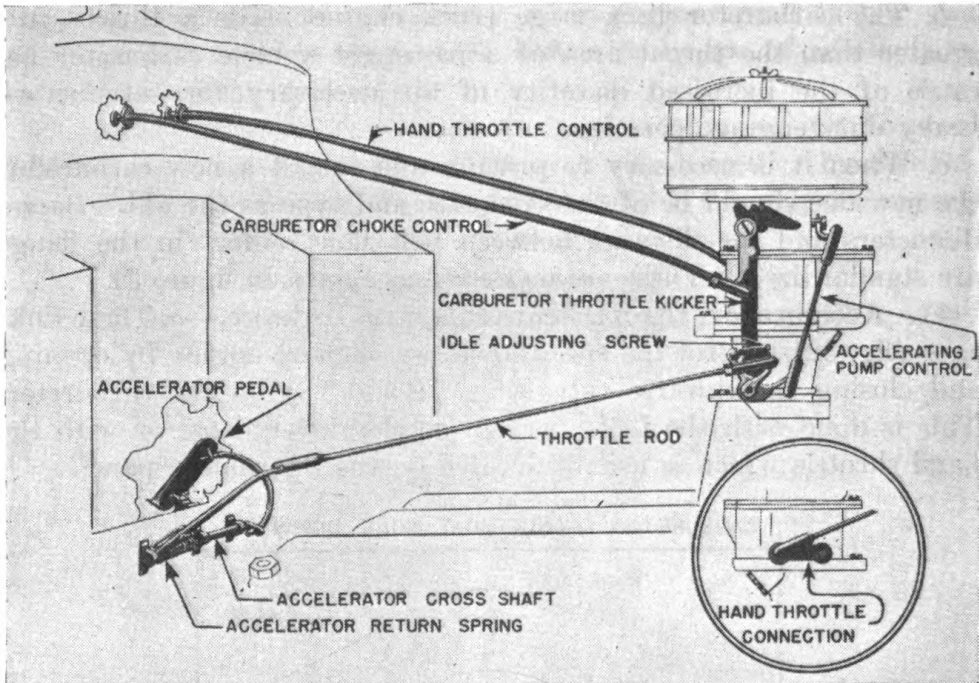 HAND THROTTLE CONTROL
CARBURETOR CHOKE CONTROL
CARBURETOR THROTTLE KICKER
IDLE ADJUSTING SCREW
ACCELERATING
PUMP CONTROL
ACCELERATOR PEDAL
THROTTLE ROD
ACCELERATOR CROSS SHAFT
ACCELERATOR RETURN SPRING
HAND THROTTLE
CONNECTION